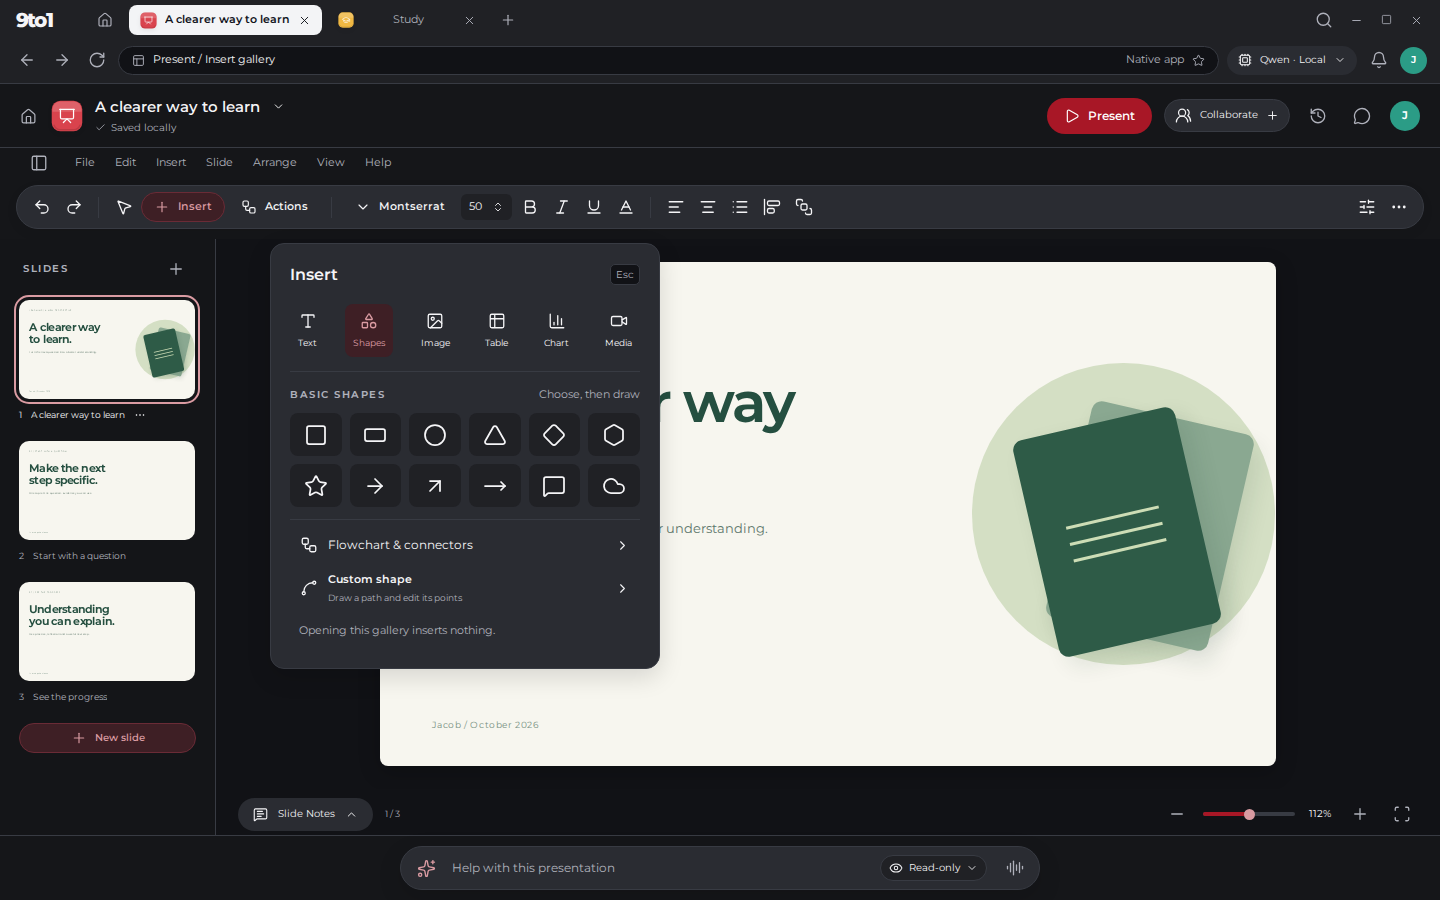 9to1
A clearer way to learn
Study
Present / Insert gallery
Native app
Qwen · Local
J
A clearer way to learn
Saved locally
Present
Collaborate
J
File Edit Insert Slide Arrange View Help
Insert
Actions
Montserrat
50
SLIDES
A clearer way
to learn.
1 A clearer way to learn
Make the next
step specific.
2 Start with a question
Understanding
you can explain.
3 See the progress
New slide
Insert
Esc
Text Shapes Image Table Chart Media
BASIC SHAPES
Choose, then draw
Flowchart & connectors
Custom shape
Draw a path and edit its points
Opening this gallery inserts nothing.
r way
r understanding.
Jacob / October 2026
Slide Notes
1 / 3
112%
Help with this presentation
Read-only